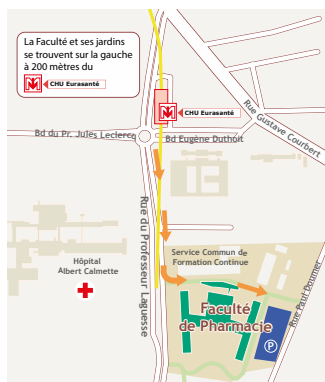 La Faculté et ses jardins
se trouvent sur la gauche
à 200 mètres du
CHU Eurasanté
CHU Eurasanté
Rue Gustave Courbert
Bd du Pr. Jules Leclercq
Bd Eugène Duthoit
Rue du Professeur Laguesse
Service Commun de
Formation Continue
Hôpital
Albert Calmette
Faculté
de Pharmacie
Rue Paul Doumer
P